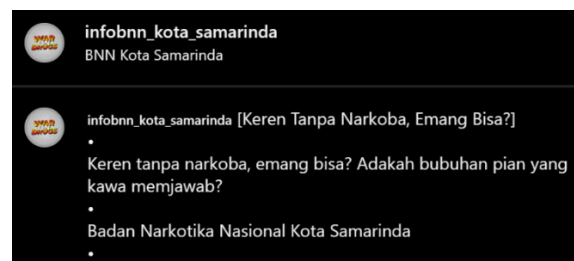 infobnn_kota_samarinda
BNN Kota Samarinda
infobnn_kota_samarinda [Keren Tanpa Narkoba, Emang Bisa?]
•
Keren tanpa narkoba, emang bisa? Adakah bubuhan pian yang
kawa memjawab?
•
Badan Narkotika Nasional Kota Samarinda
•